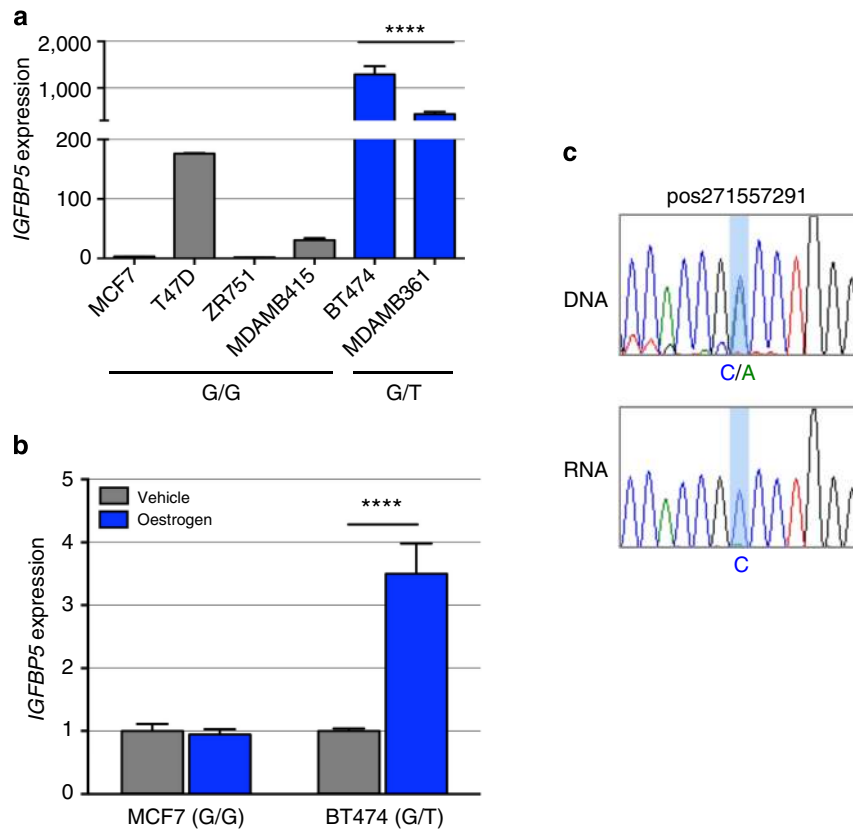 a
****
2,000
1,000
200
100
0
IGFBP5 expression
MCF7
T47D
ZR751
MDAMB415
BT474
MDAMB361
G/G
G/T
b
5
4
3
2
1
0
IGFBP5 expression
Vehicle
Oestrogen
****
MCF7 (G/G)
BT474 (G/T)
c
pos271557291
DNA
C/A
RNA
C